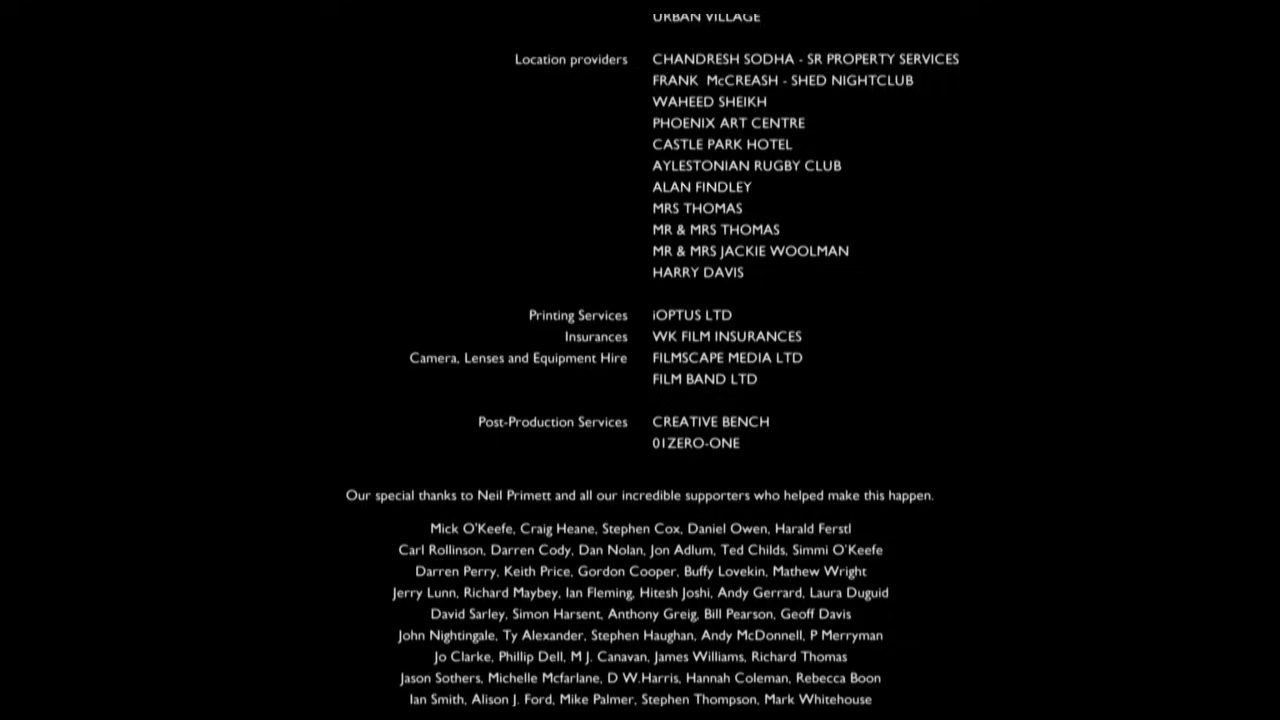 URBAN VILLAGE
Location providers CHANDRESH SODHA - SR PROPERTY SERVICES
FRANK McCREASH - SHED NIGHTCLUB
WAHEED SHEIKH
PHOENIX ART CENTRE
CASTLE PARK HOTEL
AYLESTONIAN RUGBY CLUB
ALAN FINDLEY
MRS THOMAS
MR & MRS THOMAS
MR & MRS JACKIE WOOLMAN
HARRY DAVIS
Printing Services iOPTUS LTD
Insurances WK FILM INSURANCES
Camera, Lenses and Equipment Hire FILMSCAPE MEDIA LTD
FILM BAND LTD
Post-Production Services CREATIVE BENCH
01ZERO-ONE
Our special thanks to Neil Primett and all our incredible supporters who helped make this happen.
Mick O'Keefe, Craig Heane, Stephen Cox, Daniel Owen, Harald Ferstl
Carl Rollinson, Darren Cody, Dan Nolan, Jon Adlum, Ted Childs, Simmi O'Keefe
Darren Perry, Keith Price, Gordon Cooper, Buffy Lovekin, Mathew Wright
Jerry Lunn, Richard Maybey, Ian Fleming, Hitesh Joshi, Andy Gerrard, Laura Duguid
David Sarley, Simon Harsent, Anthony Greig, Bill Pearson, Geoff Davis
John Nightingale, Ty Alexander, Stephen Haughan, Andy McDonnell, P Merryman
Jo Clarke, Phillip Dell, M J. Canavan, James Williams, Richard Thomas
Jason Sothers, Michelle Mcfarlane, D W.Harris, Hannah Coleman, Rebecca Boon
Ian Smith, Alison J. Ford, Mike Palmer, Stephen Thompson, Mark Whitehouse